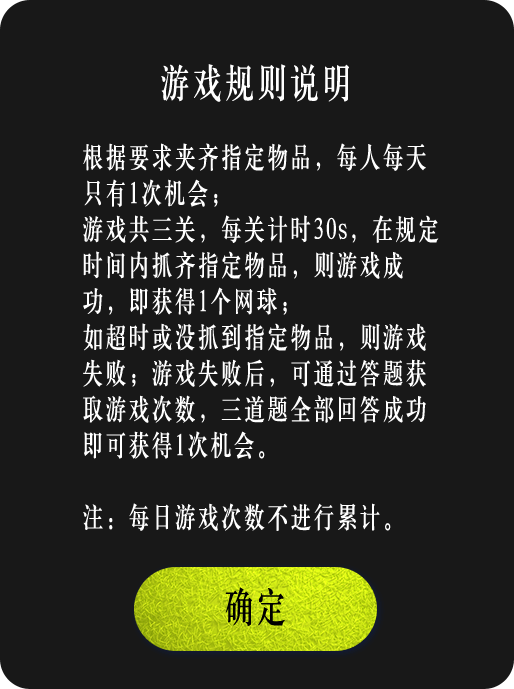 游戏规则说明
根据要求夹齐指定物品，每人每天
只有1次机会；
游戏共三关，每关计时30s，在规定
时间内抓齐指定物品，则游戏成
功，即获得1个网球；
如超时或没抓到指定物品，则游戏
失败；游戏失败后，可通过答题获
取游戏次数，三道题全部回答成功
即可获得1次机会。
注：每日游戏次数不进行累计。
确定